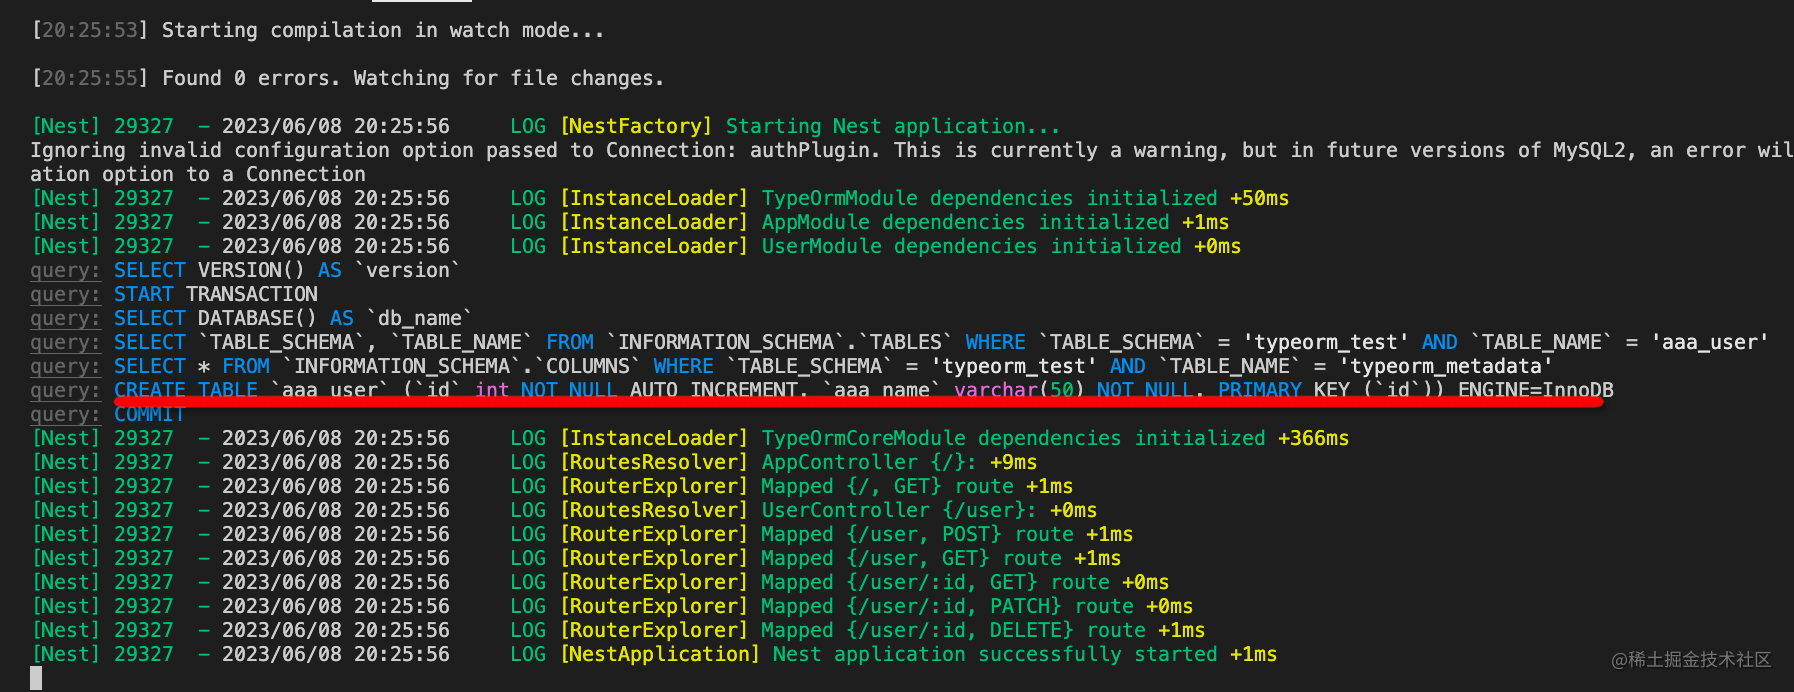 [20:25:53] Starting compilation in watch mode...
[20:25:55] Found 0 errors. Watching for file changes.
[Nest] 29327  - 2023/06/08 20:25:56     LOG [NestFactory] Starting Nest application...
Ignoring invalid configuration option passed to Connection: authPlugin. This is currently a warning, but in future versions of MySQL2, an error wil
ation option to a Connection
[Nest] 29327  - 2023/06/08 20:25:56     LOG [InstanceLoader] TypeOrmModule dependencies initialized +50ms
[Nest] 29327  - 2023/06/08 20:25:56     LOG [InstanceLoader] AppModule dependencies initialized +1ms
[Nest] 29327  - 2023/06/08 20:25:56     LOG [InstanceLoader] UserModule dependencies initialized +0ms
query: SELECT VERSION() AS `version`
query: START TRANSACTION
query: SELECT DATABASE() AS `db_name`
query: SELECT `TABLE_SCHEMA`, `TABLE_NAME` FROM `INFORMATION_SCHEMA`.`TABLES` WHERE `TABLE_SCHEMA` = 'typeorm_test' AND `TABLE_NAME` = 'aaa_user'
query: SELECT * FROM `INFORMATION_SCHEMA`.`COLUMNS` WHERE `TABLE_SCHEMA` = 'typeorm_test' AND `TABLE_NAME` = 'typeorm_metadata'
query: CREATE TABLE `aaa_user` (`id` int NOT NULL AUTO_INCREMENT, `aaa_name` varchar(50) NOT NULL, PRIMARY KEY (`id`)) ENGINE=InnoDB
query: COMMIT
[Nest] 29327  - 2023/06/08 20:25:56     LOG [InstanceLoader] TypeOrmCoreModule dependencies initialized +366ms
[Nest] 29327  - 2023/06/08 20:25:56     LOG [RoutesResolver] AppController {/}: +9ms
[Nest] 29327  - 2023/06/08 20:25:56     LOG [RouterExplorer] Mapped {/, GET} route +1ms
[Nest] 29327  - 2023/06/08 20:25:56     LOG [RoutesResolver] UserController {/user}: +0ms
[Nest] 29327  - 2023/06/08 20:25:56     LOG [RouterExplorer] Mapped {/user, POST} route +1ms
[Nest] 29327  - 2023/06/08 20:25:56     LOG [RouterExplorer] Mapped {/user, GET} route +1ms
[Nest] 29327  - 2023/06/08 20:25:56     LOG [RouterExplorer] Mapped {/user/:id, GET} route +0ms
[Nest] 29327  - 2023/06/08 20:25:56     LOG [RouterExplorer] Mapped {/user/:id, PATCH} route +0ms
[Nest] 29327  - 2023/06/08 20:25:56     LOG [RouterExplorer] Mapped {/user/:id, DELETE} route +1ms
[Nest] 29327  - 2023/06/08 20:25:56     LOG [NestApplication] Nest application successfully started +1ms
@稀土掘金技术社区